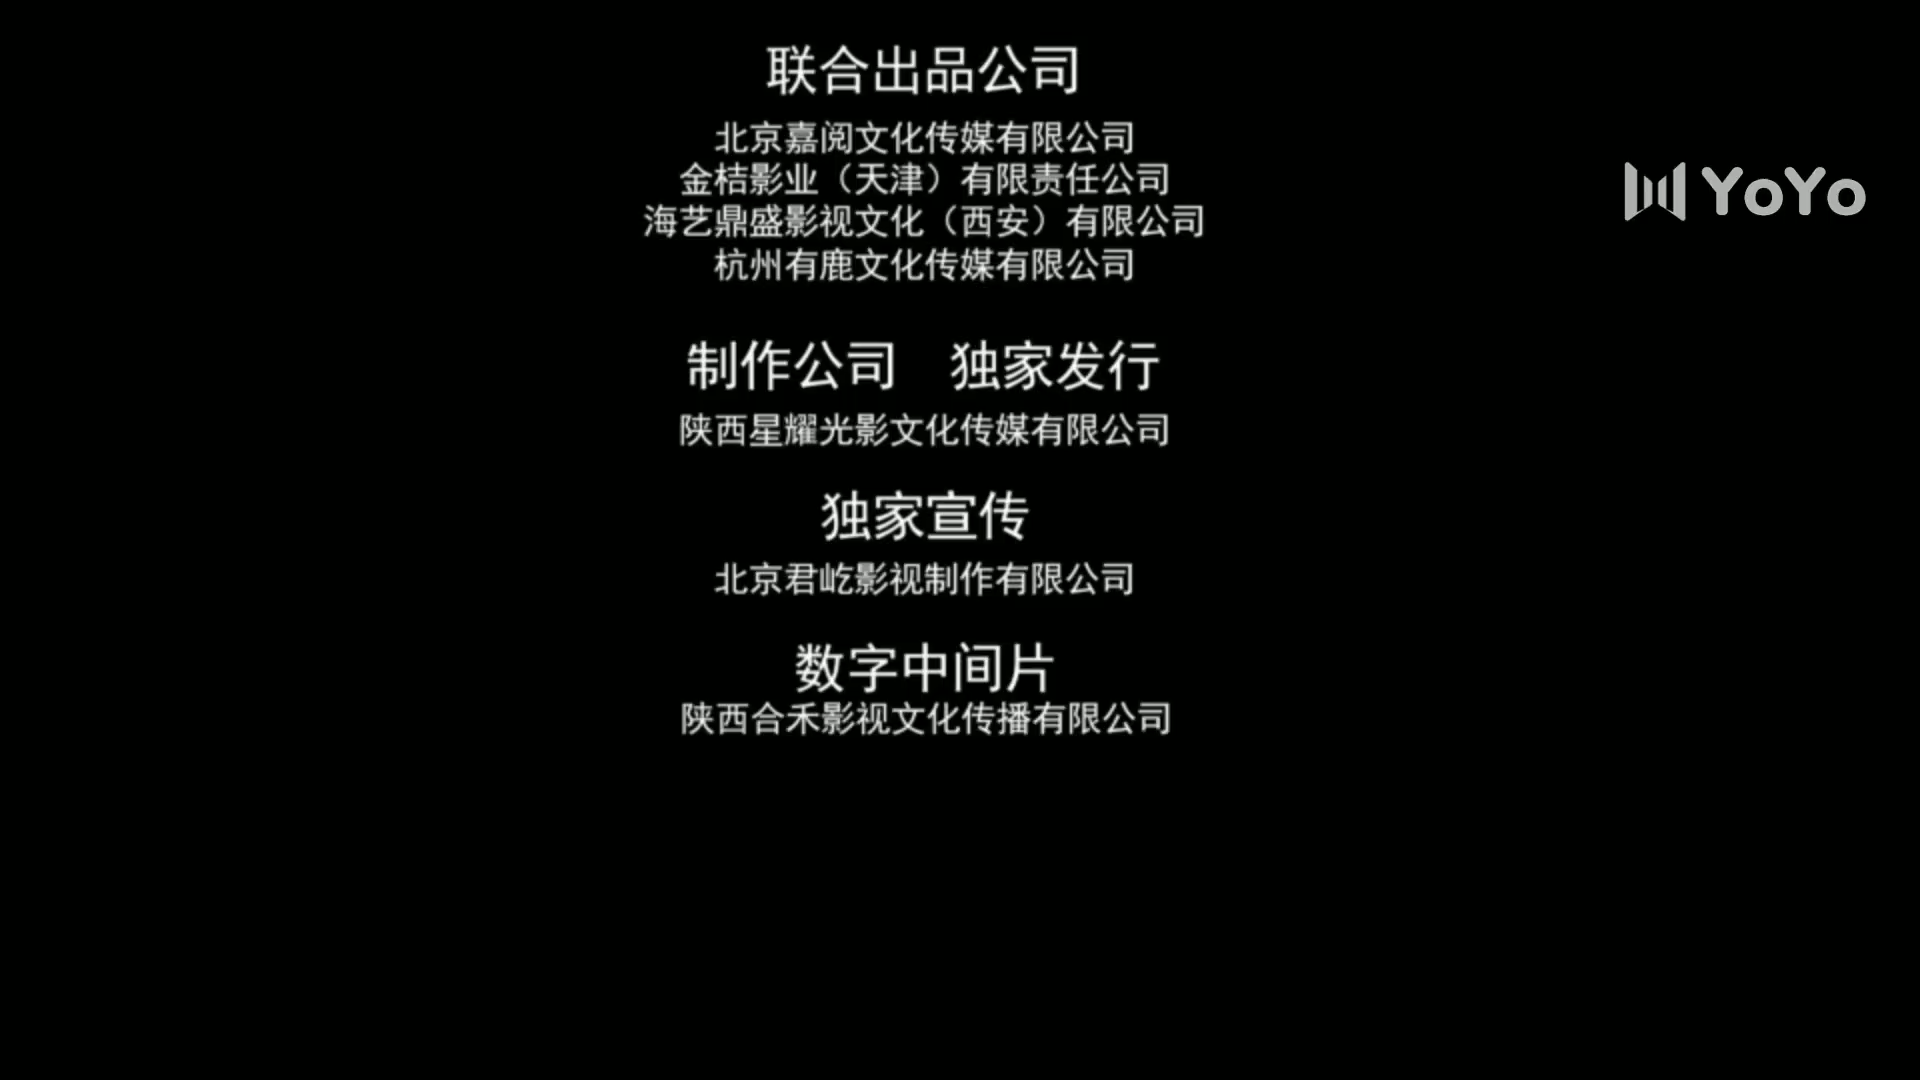 联合出品公司
北京嘉阅文化传媒有限公司
金桔影业（天津）有限责任公司
海艺鼎盛影视文化（西安）有限公司
杭州有鹿文化传媒有限公司
制作公司　独家发行
陕西星耀光影文化传媒有限公司
独家宣传
北京君屹影视制作有限公司
数字中间片
陕西合禾影视文化传播有限公司
YoYo